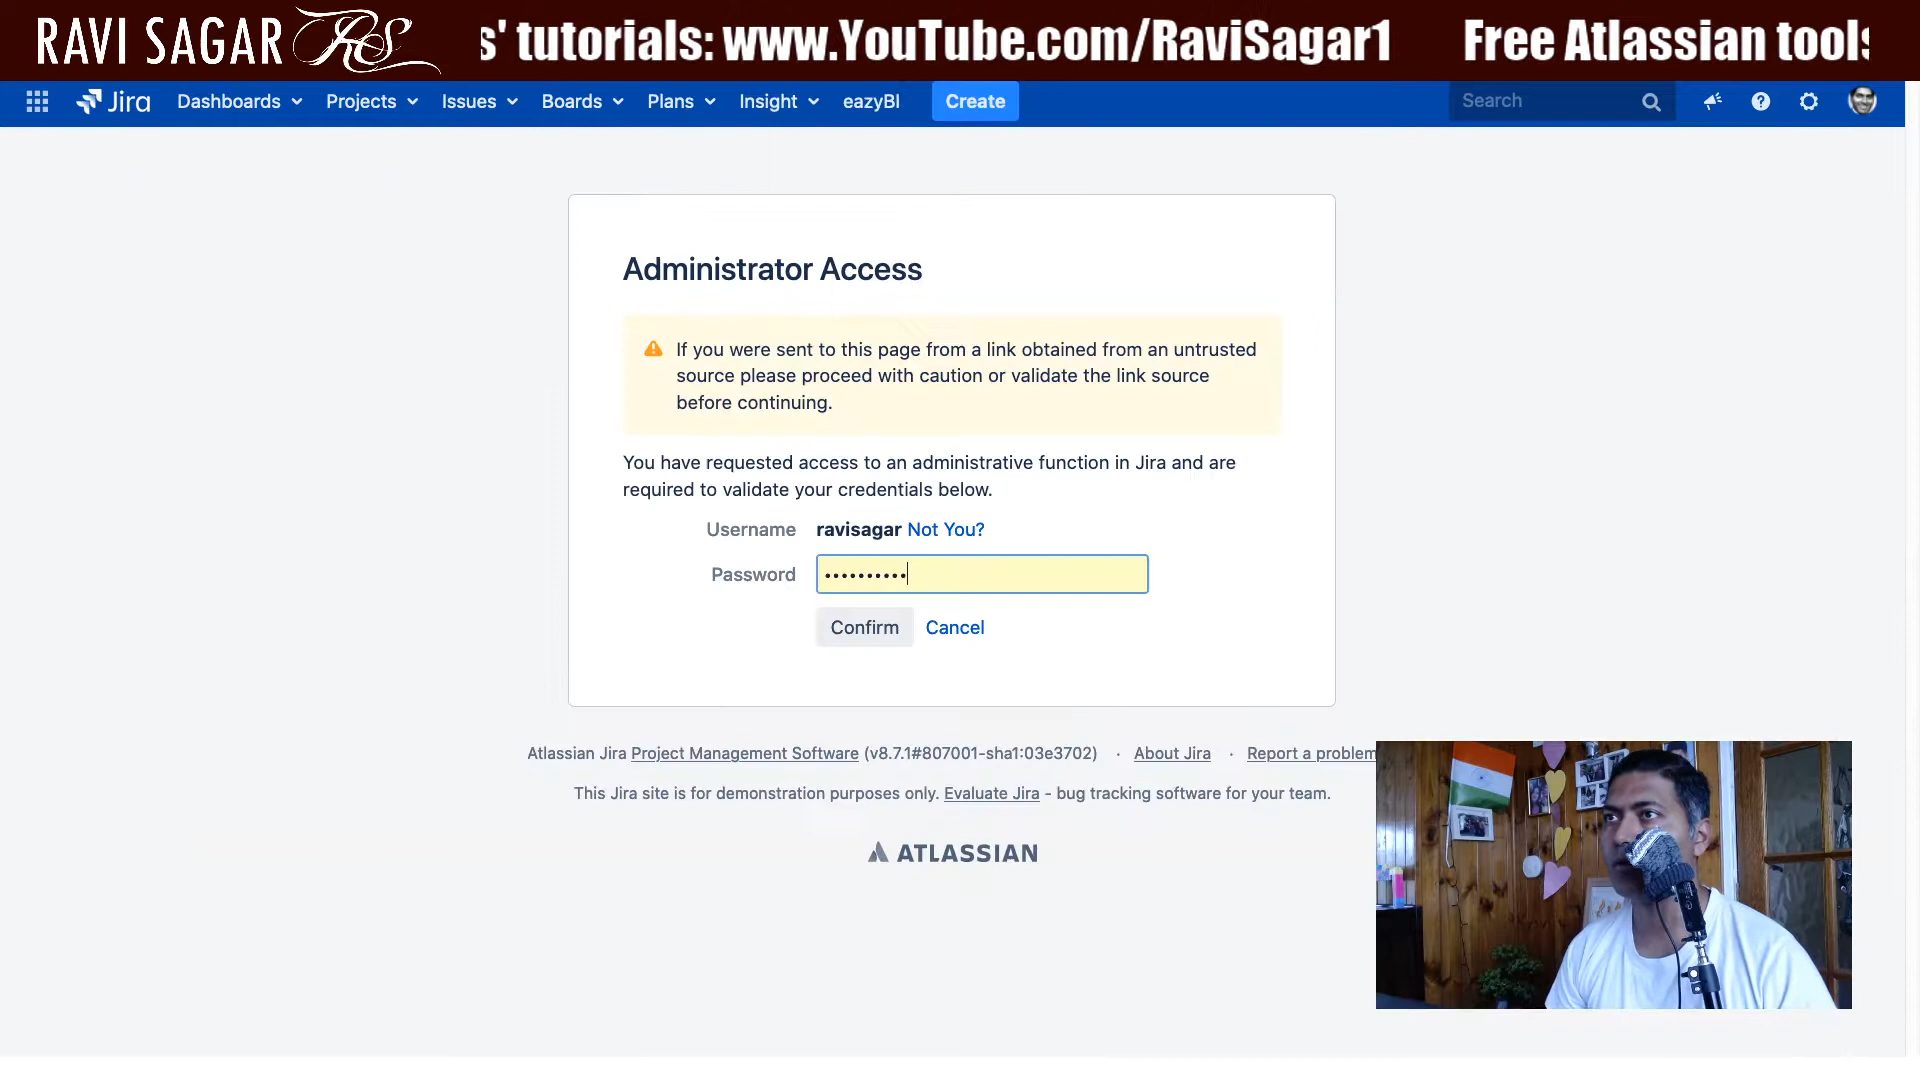 RAVI SAGAR RS s' tutorials: www.YouTube.com/RaviSagar1 Free Atlassian tools
Jira Dashboards Projects Issues Boards Plans Insight eazyBI Create Search
Administrator Access
If you were sent to this page from a link obtained from an untrusted
source please proceed with caution or validate the link source
before continuing.
You have requested access to an administrative function in Jira and are
required to validate your credentials below.
Username ravisagar Not You?
Password ••••••••••
Confirm Cancel
Atlassian Jira Project Management Software (v8.7.1#807001-sha1:03e3702) · About Jira · Report a problem
This Jira site is for demonstration purposes only. Evaluate Jira - bug tracking software for your team.
ATLASSIAN